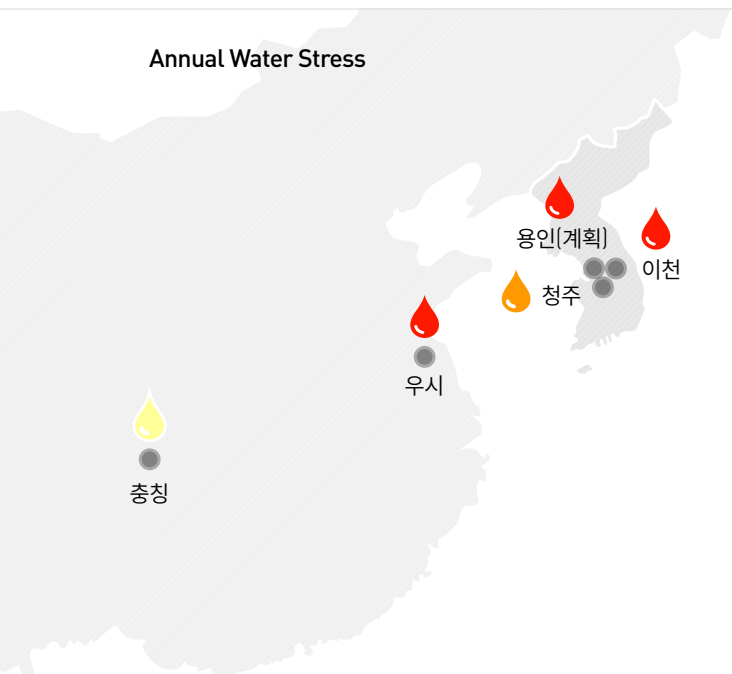 Annual Water Stress
용인(계획)
이천
청주
우시
충칭